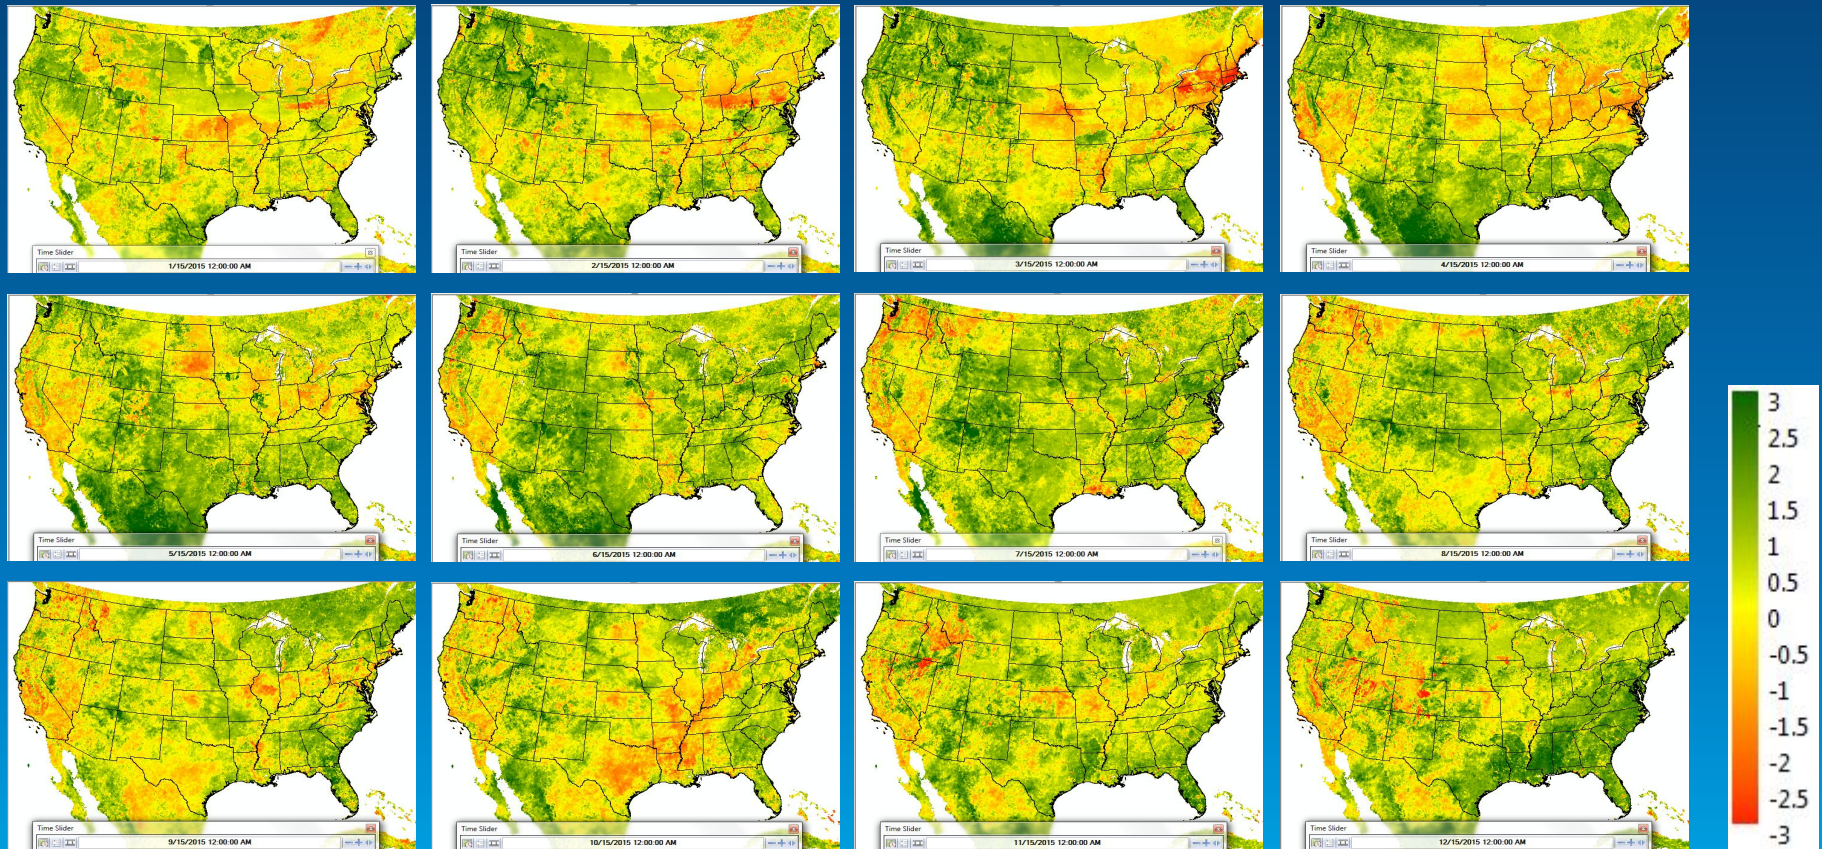 Time Slider
1/15/2015 12:00:00 AM
Time Slider
2/15/2015 12:00:00 AM
Time Slider
3/15/2015 12:00:00 AM
Time Slider
4/15/2015 12:00:00 AM
Time Slider
5/15/2015 12:00:00 AM
Time Slider
6/15/2015 12:00:00 AM
Time Slider
7/15/2015 12:00:00 AM
Time Slider
8/15/2015 12:00:00 AM
Time Slider
9/15/2015 12:00:00 AM
Time Slider
10/15/2015 12:00:00 AM
Time Slider
11/15/2015 12:00:00 AM
Time Slider
12/15/2015 12:00:00 AM
3
2.5
2
1.5
1
0.5
0
-0.5
-1
-1.5
-2
-2.5
-3